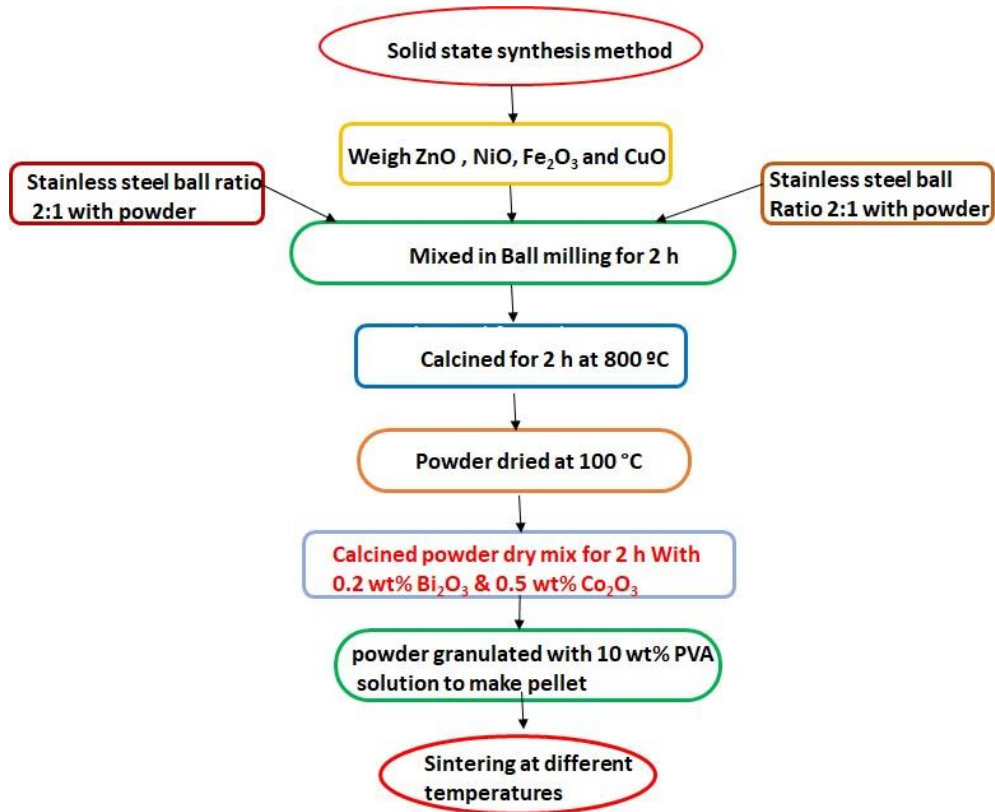 Solid state synthesis method
Weigh ZnO , NiO, Fe₂O₃ and CuO
Stainless steel ball ratio
2:1 with powder
Stainless steel ball
Ratio 2:1 with powder
Mixed in Ball milling for 2 h
Calcined for 2 h at 800 ºC
Powder dried at 100 °C
Calcined powder dry mix for 2 h With
0.2 wt% Bi₂O₃ & 0.5 wt% Co₂O₃
powder granulated with 10 wt% PVA
solution to make pellet
Sintering at different
temperatures